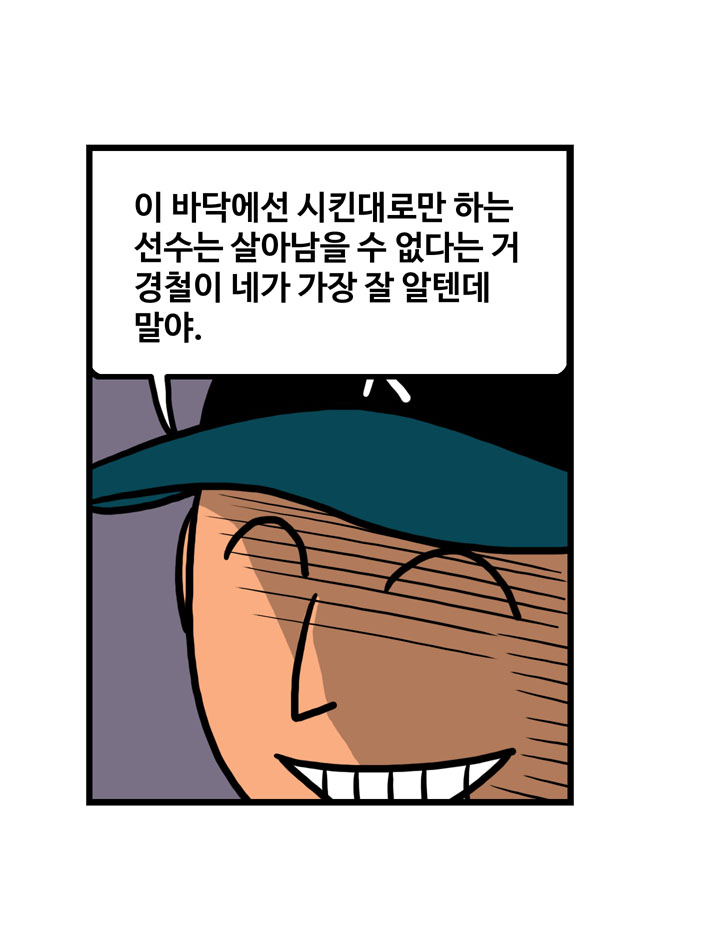 이 바닥에선 시킨대로만 하는
선수는 살아남을 수 없다는 거
경철이 네가 가장 잘 알텐데
말야.